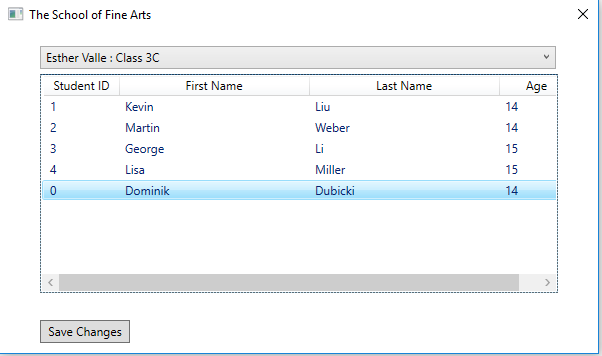 The School of Fine Arts
Esther Valle : Class 3C
Student ID First Name Last Name Age
1 Kevin Liu 14
2 Martin Weber 14
3 George Li 15
4 Lisa Miller 15
0 Dominik Dubicki 14
Save Changes